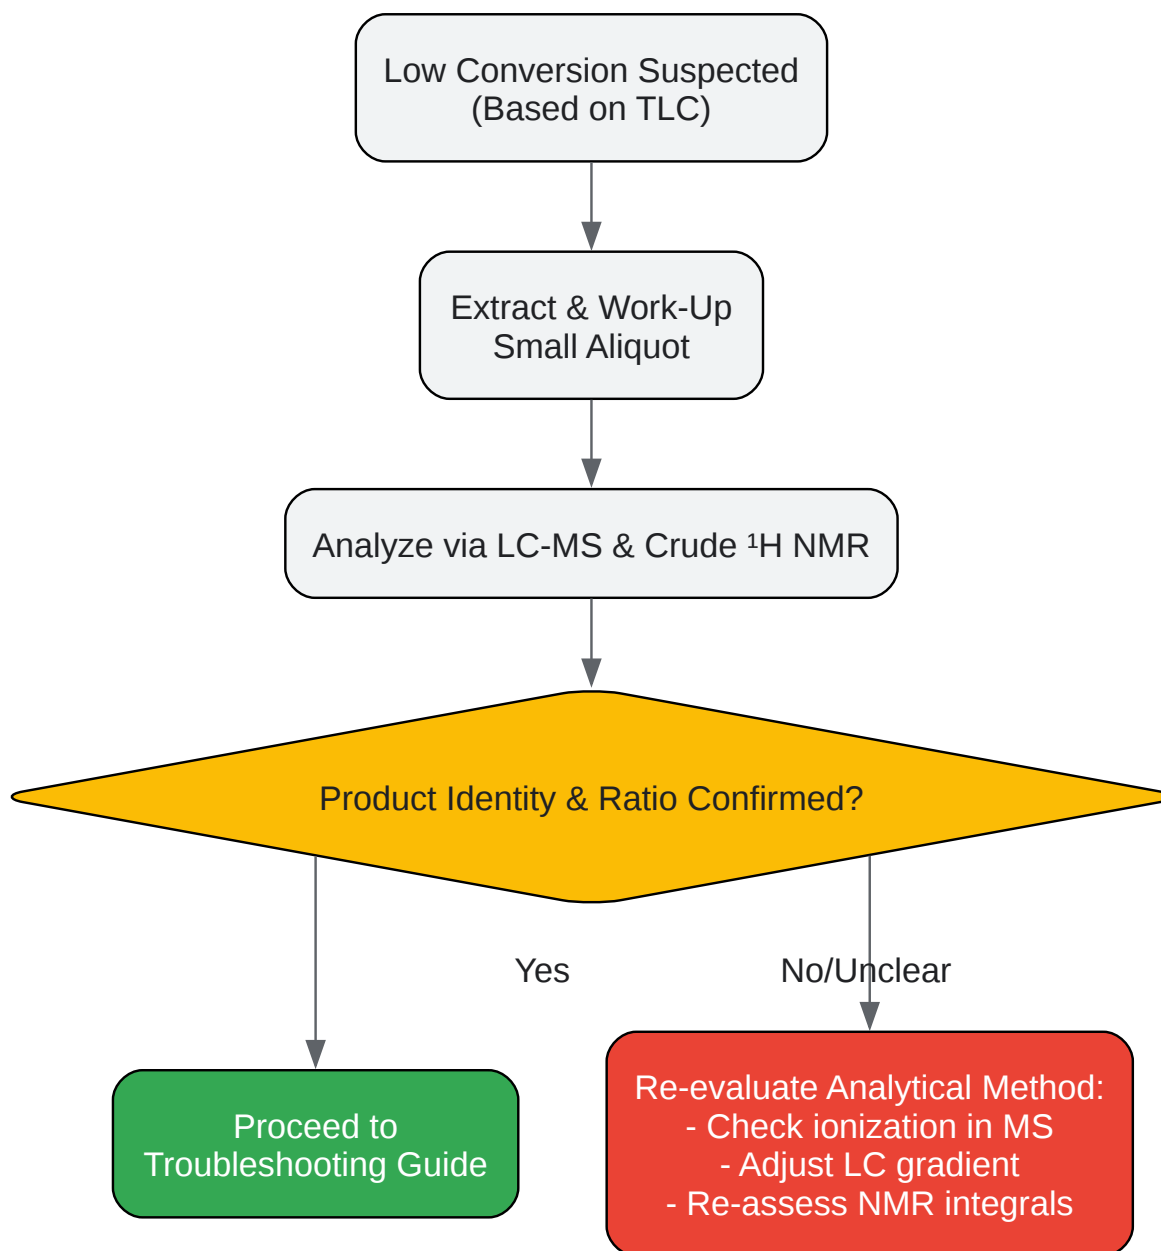 Low Conversion Suspected
(Based on TLC)
Extract & Work-Up
Small Aliquot
Analyze via LC-MS & Crude ¹H NMR
Product Identity & Ratio Confirmed?
Yes
No/Unclear
Proceed to
Troubleshooting Guide
Re-evaluate Analytical Method:
- Check ionization in MS
- Adjust LC gradient
- Re-assess NMR integrals